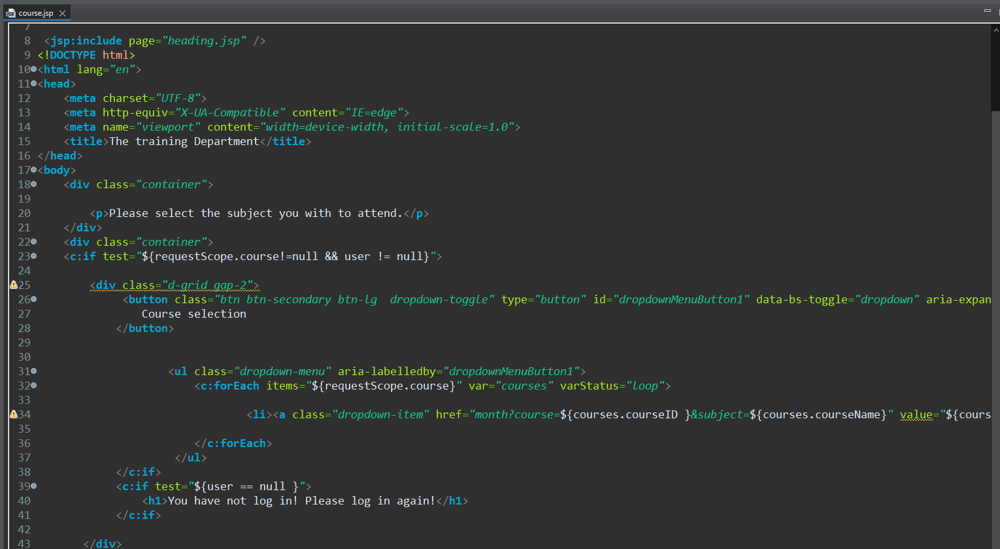 course.jsp
7
8 <jsp:include page="heading.jsp" />
9 <!DOCTYPE html>
10 <html lang="en">
11 <head>
12 <meta charset="UTF-8">
13 <meta http-equiv="X-UA-Compatible" content="IE=edge">
14 <meta name="viewport" content="width=device-width, initial-scale=1.0">
15 <title>The training Department</title>
16 </head>
17 <body>
18 <div class="container">
19
20 <p>Please select the subject you with to attend.</p>
21 </div>
22 <div class="container">
23 <c:if test="${requestScope.course!=null && user != null}">
24
25 <div class="d-grid gap-2">
26 <button class="btn btn-secondary btn-lg  dropdown-toggle" type="button" id="dropdownMenuButton1" data-bs-toggle="dropdown" aria-expan
27 Course selection
28 </button>
29
30
31 <ul class="dropdown-menu" aria-labelledby="dropdownMenuButton1">
32 <c:forEach items="${requestScope.course}" var="courses" varStatus="loop">
33
34 <li><a class="dropdown-item" href="month?course=${courses.courseID }&subject=${courses.courseName}" value="${cours
35
36 </c:forEach>
37 </ul>
38 </c:if>
39 <c:if test="${user == null }">
40 <h1>You have not log in! Please log in again!</h1>
41 </c:if>
42
43 </div>